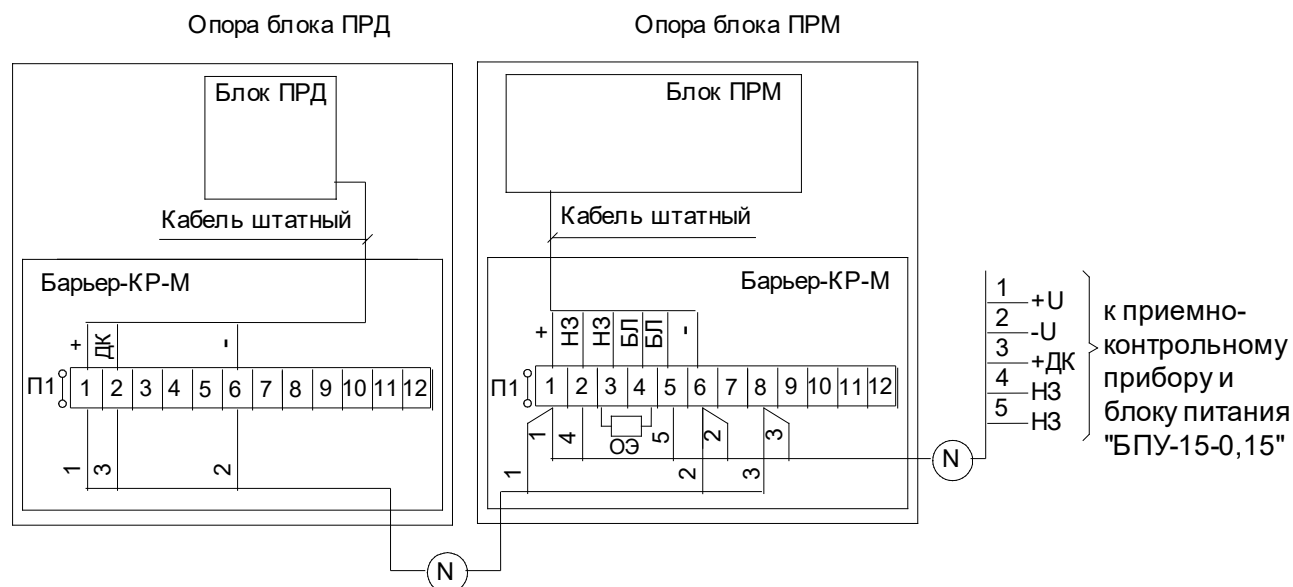 Опора блока ПРД
Опора блока ПРМ
Блок ПРД
Блок ПРМ
Кабель штатный
Кабель штатный
Барьер-КР-М
Барьер-КР-М
+ ДК -
+ НЗ НЗ БЛ БЛ -
П1 1 2 3 4 5 6 7 8 9 10 11 12
П1 1 2 3 4 5 6 7 8 9 10 11 12
1 3 2
1 4 ОЭ 5 2 3
1 2 3
N
N
1 +U
2 -U
3 +ДК
4 НЗ
5 НЗ
к приемно-
контрольному
прибору и
блоку питания
"БПУ-15-0,15"